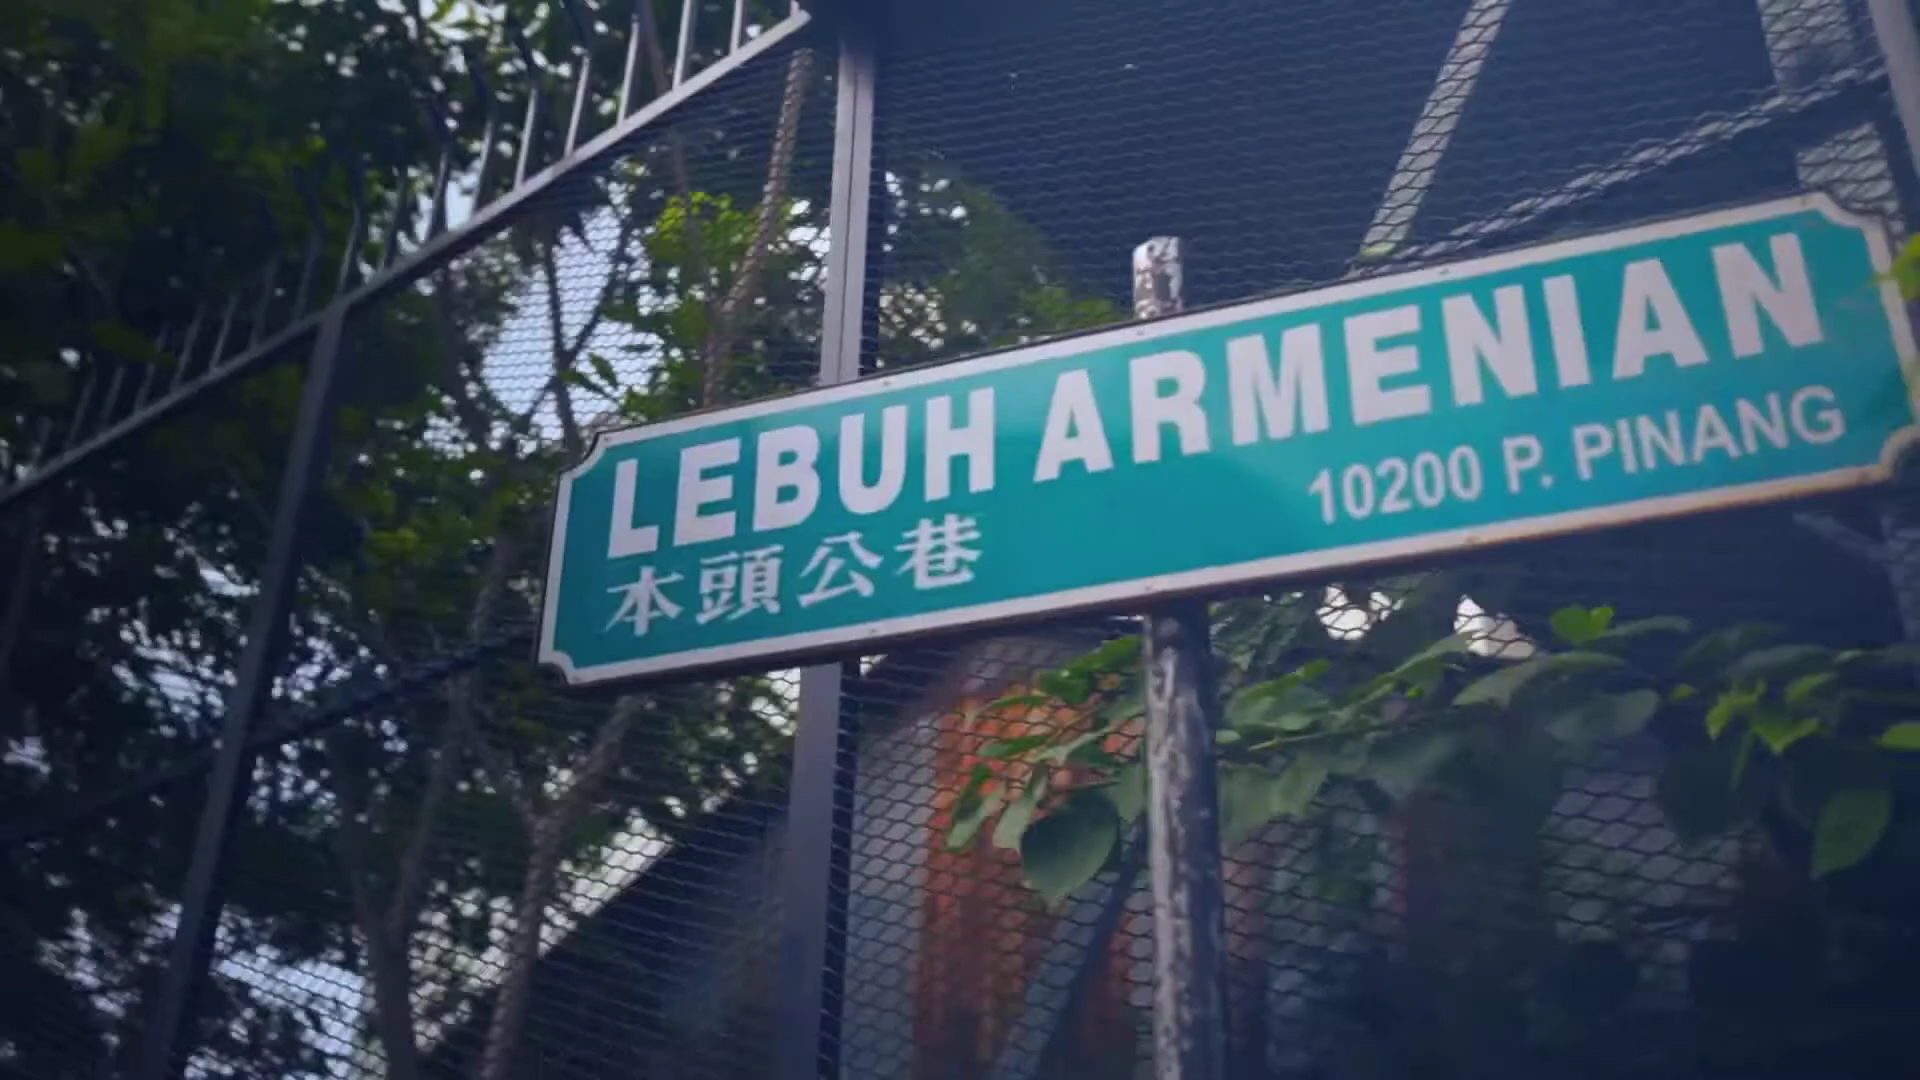 LEBUH ARMENIAN
本頭公巷
10200 P. PINANG